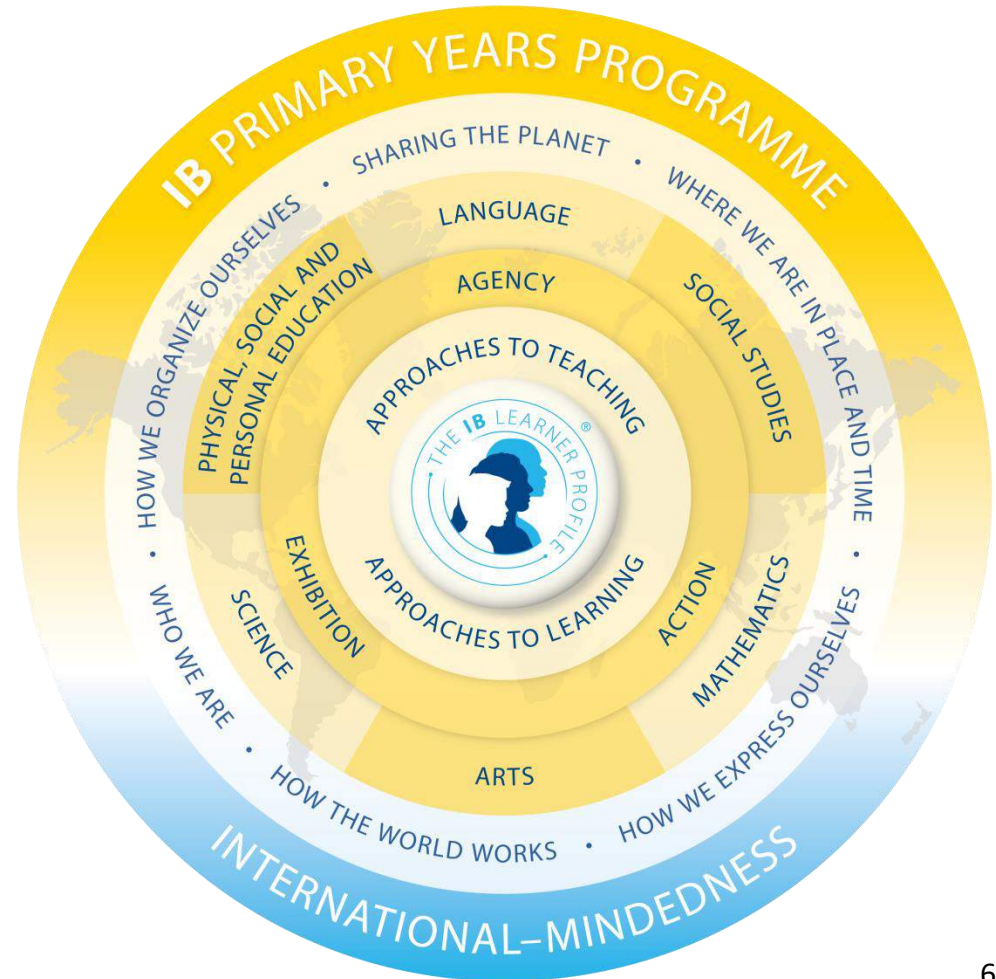 IB PRIMARY YEARS PROGRAMME
SHARING THE PLANET
•
WHERE WE ARE IN PLACE AND TIME
•
HOW WE EXPRESS OURSELVES
•
HOW THE WORLD WORKS
•
WHO WE ARE
•
HOW WE ORGANIZE OURSELVES
•
LANGUAGE
SOCIAL STUDIES
MATHEMATICS
ARTS
SCIENCE
PHYSICAL, SOCIAL AND
PERSONAL EDUCATION
AGENCY
ACTION
EXHIBITION
APPROACHES TO TEACHING
THE IB LEARNER PROFILE ®
APPROACHES TO LEARNING
INTERNATIONAL–MINDEDNESS
6